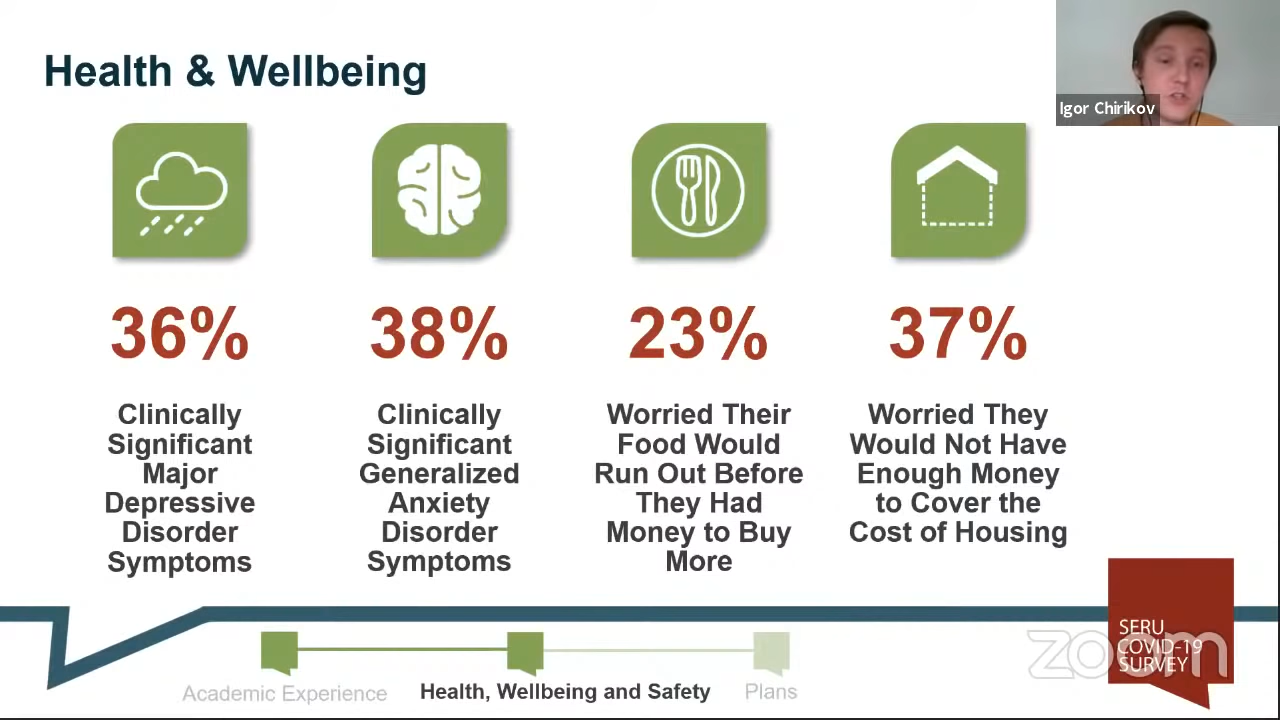 Health & Wellbeing
Igor Chirikov
36%
Clinically
Significant
Major
Depressive
Disorder
Symptoms
38%
Clinically
Significant
Generalized
Anxiety
Disorder
Symptoms
23%
Worried Their
Food Would
Run Out Before
They Had
Money to Buy
More
37%
Worried They
Would Not Have
Enough Money
to Cover the
Cost of Housing
Academic Experience
Health, Wellbeing and Safety
Plans
SERU
COVID-19
SURVEY
zoom